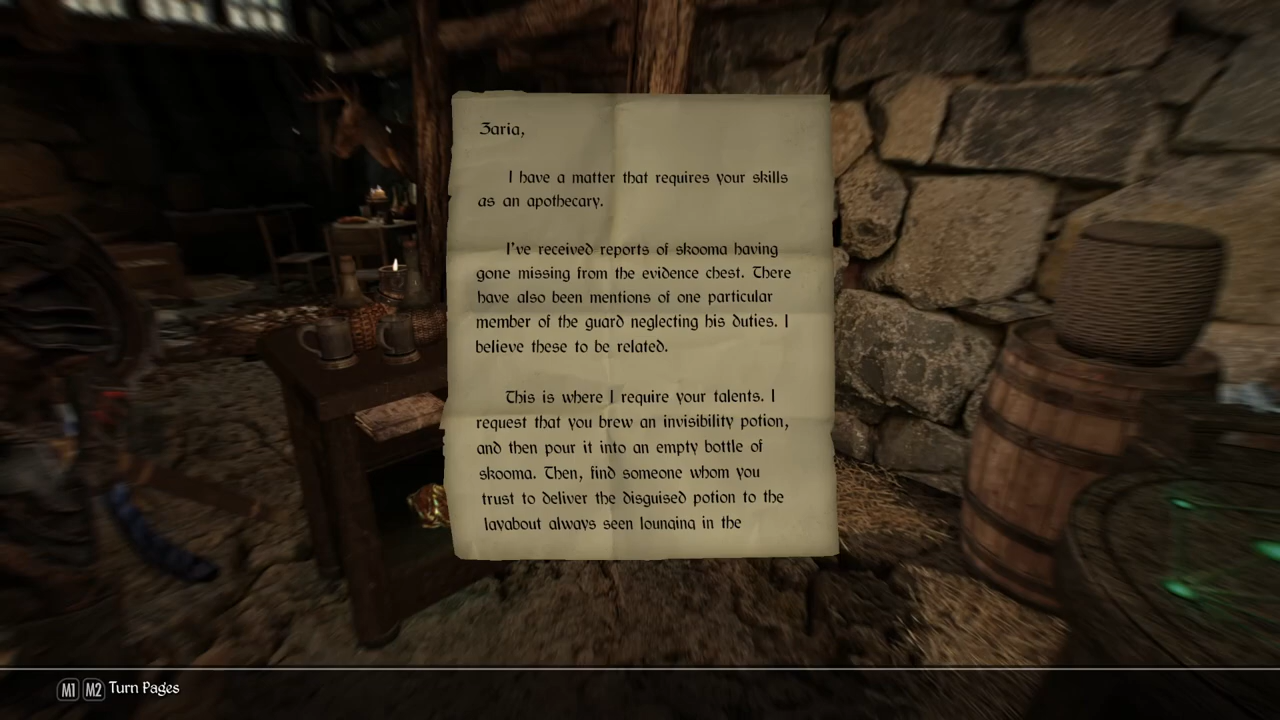 Zaria,
I have a matter that requires your skills
as an apothecary.
I've received reports of skooma having
gone missing from the evidence chest. There
have also been mentions of one particular
member of the guard neglecting his duties. I
believe these to be related.
This is where I require your talents. I
request that you brew an invisibility potion,
and then pour it into an empty bottle of
skooma. Then, find someone whom you
trust to deliver the disguised potion to the
layabout always seen lounging in the
M1 M2 Turn Pages